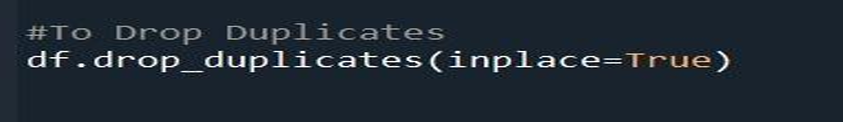 #To Drop Duplicates
df.drop_duplicates(inplace=True)